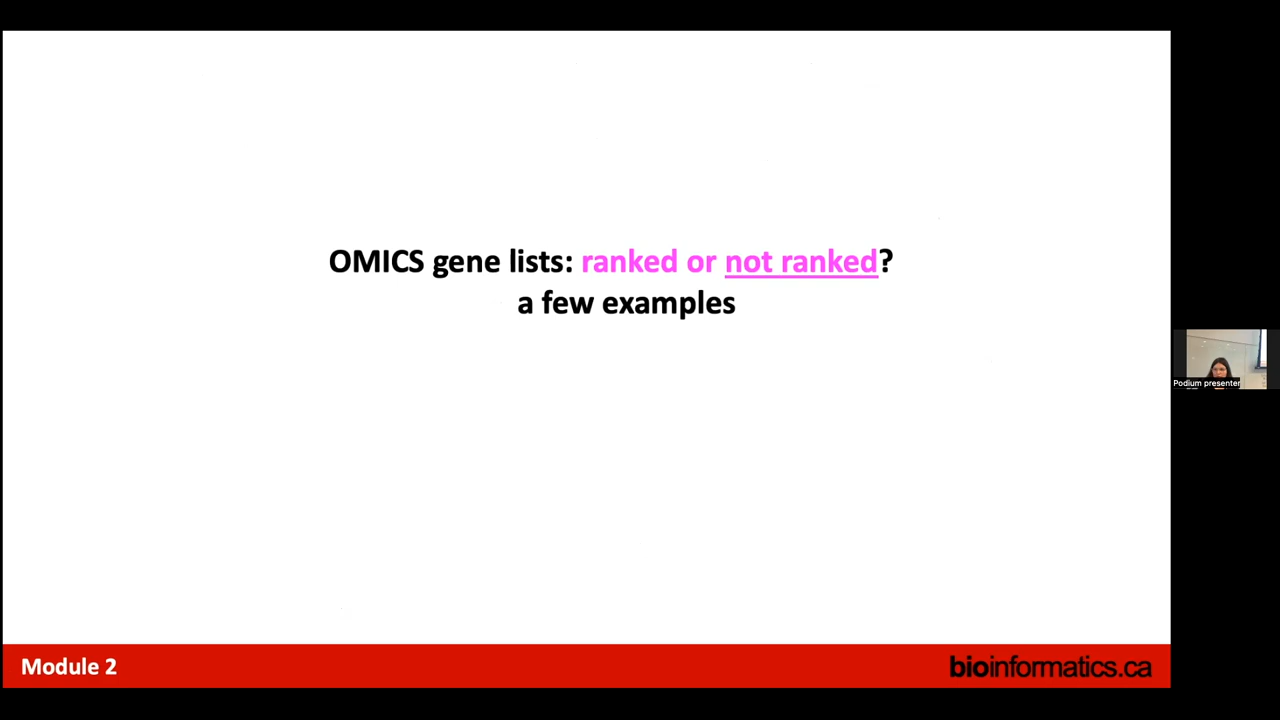 OMICS gene lists: ranked or not ranked?
a few examples
Podium presenter
Module 2
bioinformatics.ca